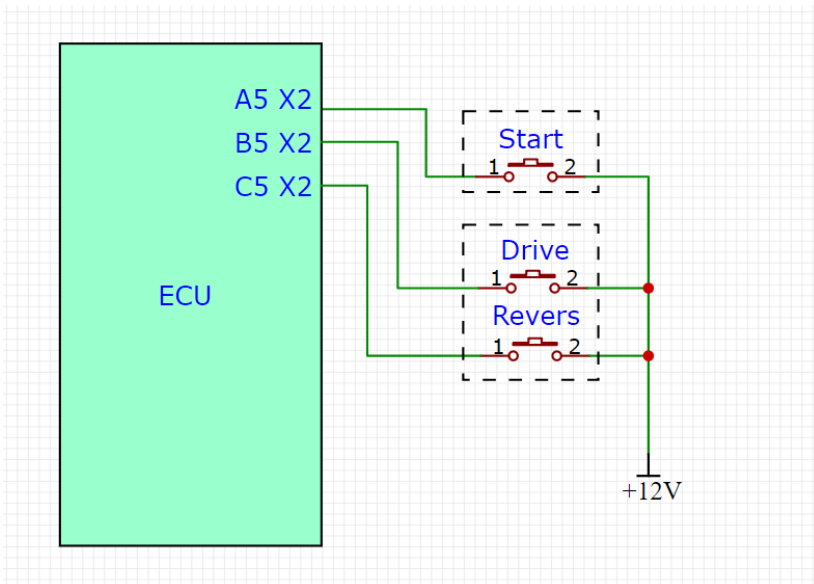 A5 X2
B5 X2
C5 X2
ECU
Start
1 2
Drive
1 2
Revers
1 2
+12V